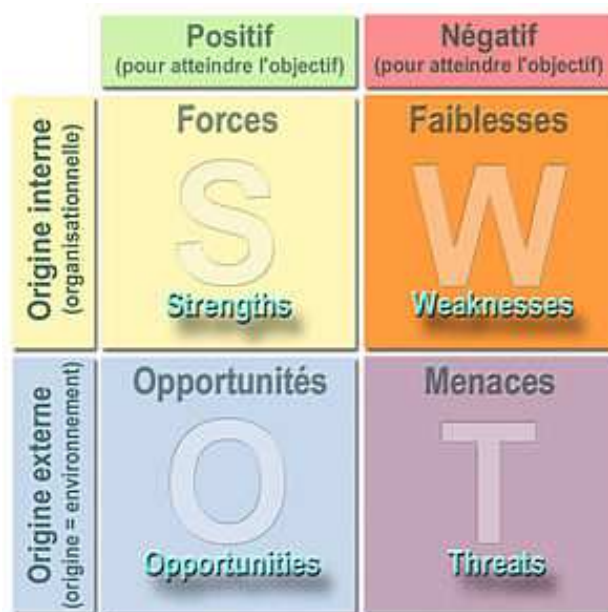 Positif
(pour atteindre l'objectif)
Négatif
(pour atteindre l'objectif)
Origine interne
(organisationnelle)
Forces
S
Strengths
Faiblesses
W
Weaknesses
Origine externe
(origine = environnement)
Opportunités
O
Opportunities
Menaces
T
Threats